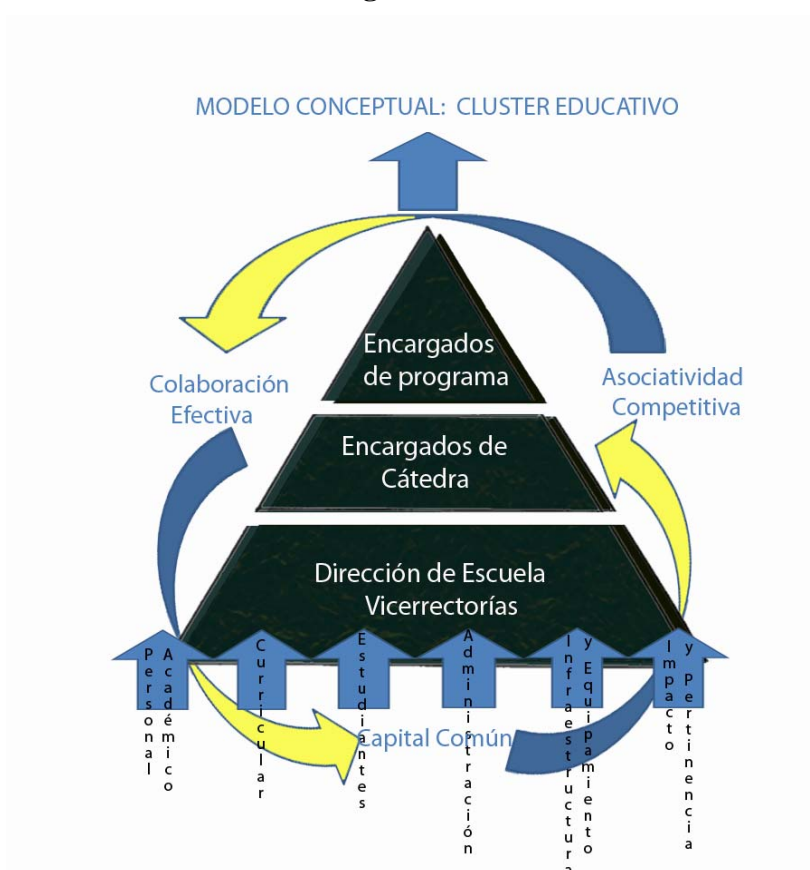 MODELO CONCEPTUAL: CLUSTER EDUCATIVO
Encargados
de programa
Colaboración
Efectiva
Asociatividad
Competitiva
Encargados de
Cátedra
Dirección de Escuela
Vicerrectorías
Personal
Académico
Curricular
Estudiantes
Administración
Infraestructura
y Equipamiento
Impacto
y Pertinencia
Capital Común